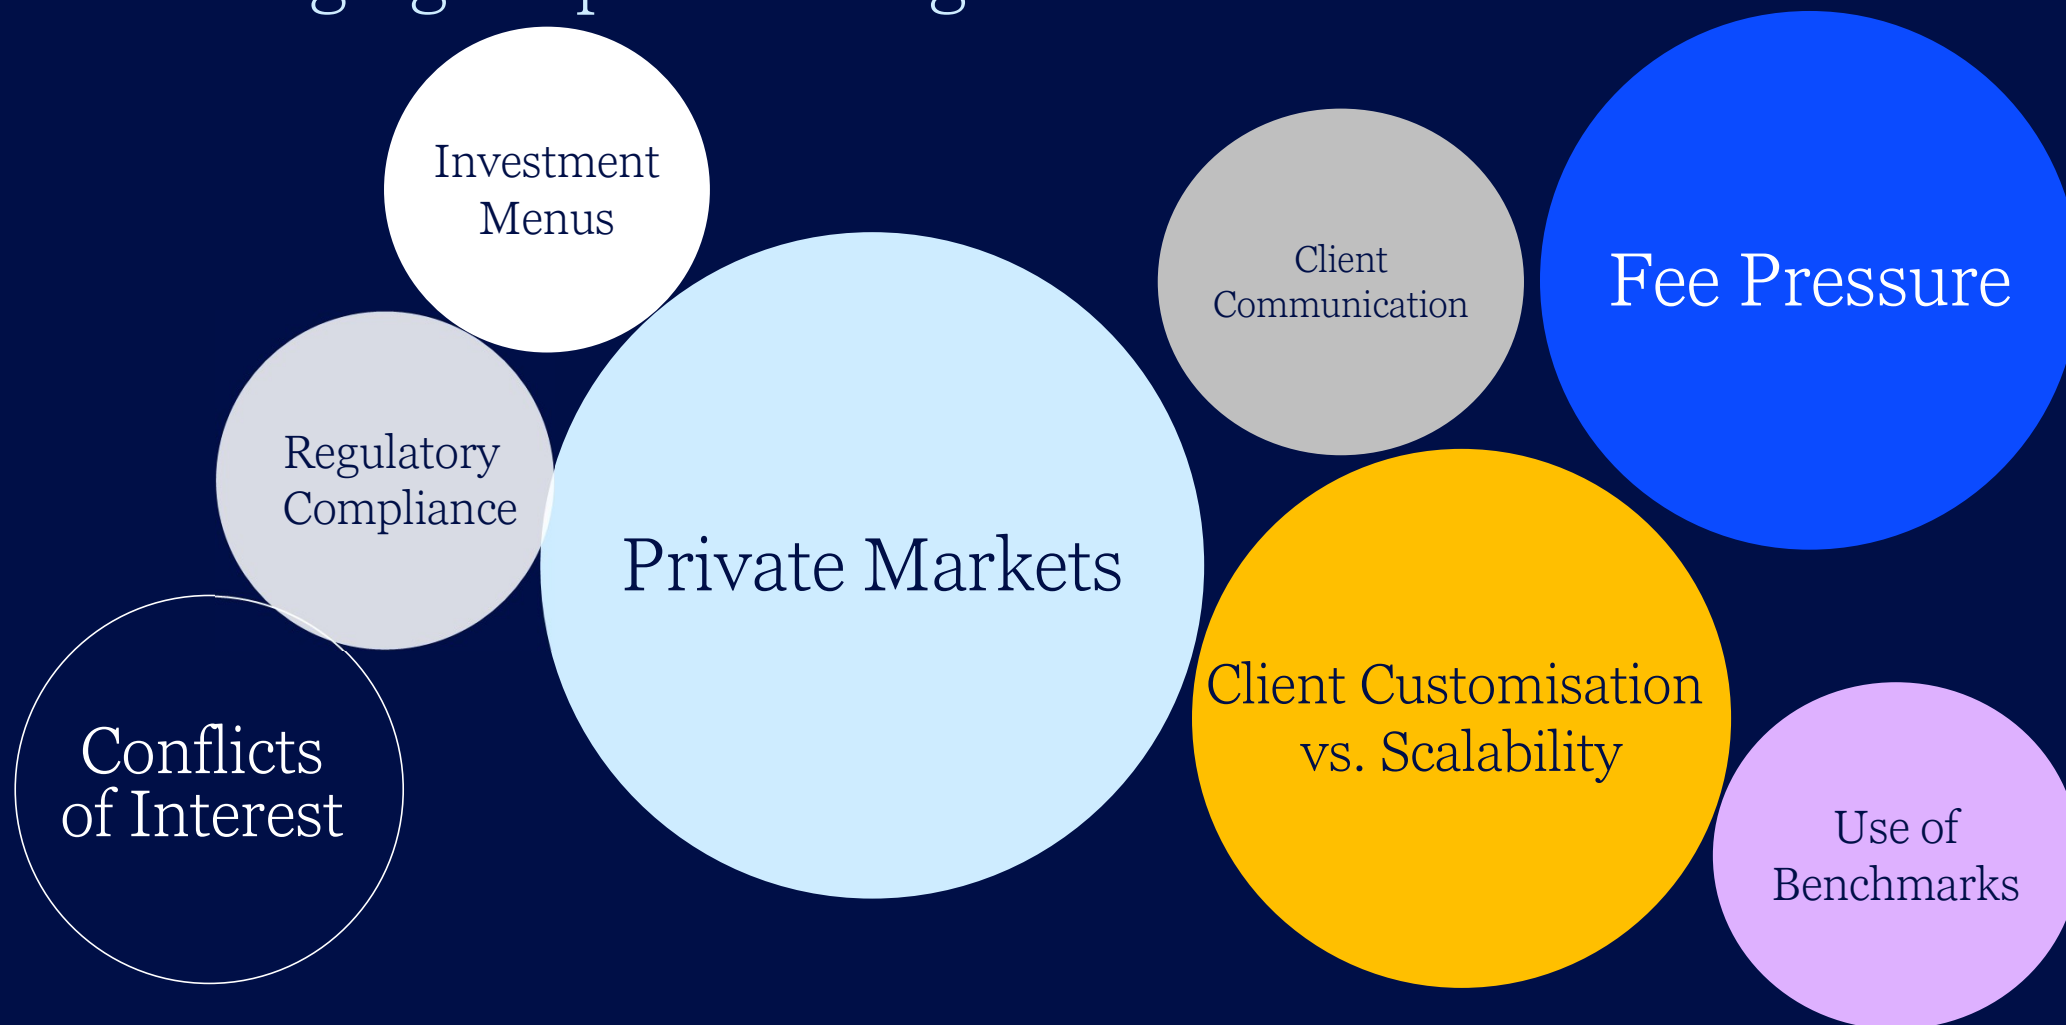 Investment
Menus
Client
Communication
Fee Pressure
Regulatory
Compliance
Private Markets
Client Customisation
vs. Scalability
Conflicts
of Interest
Use of
Benchmarks